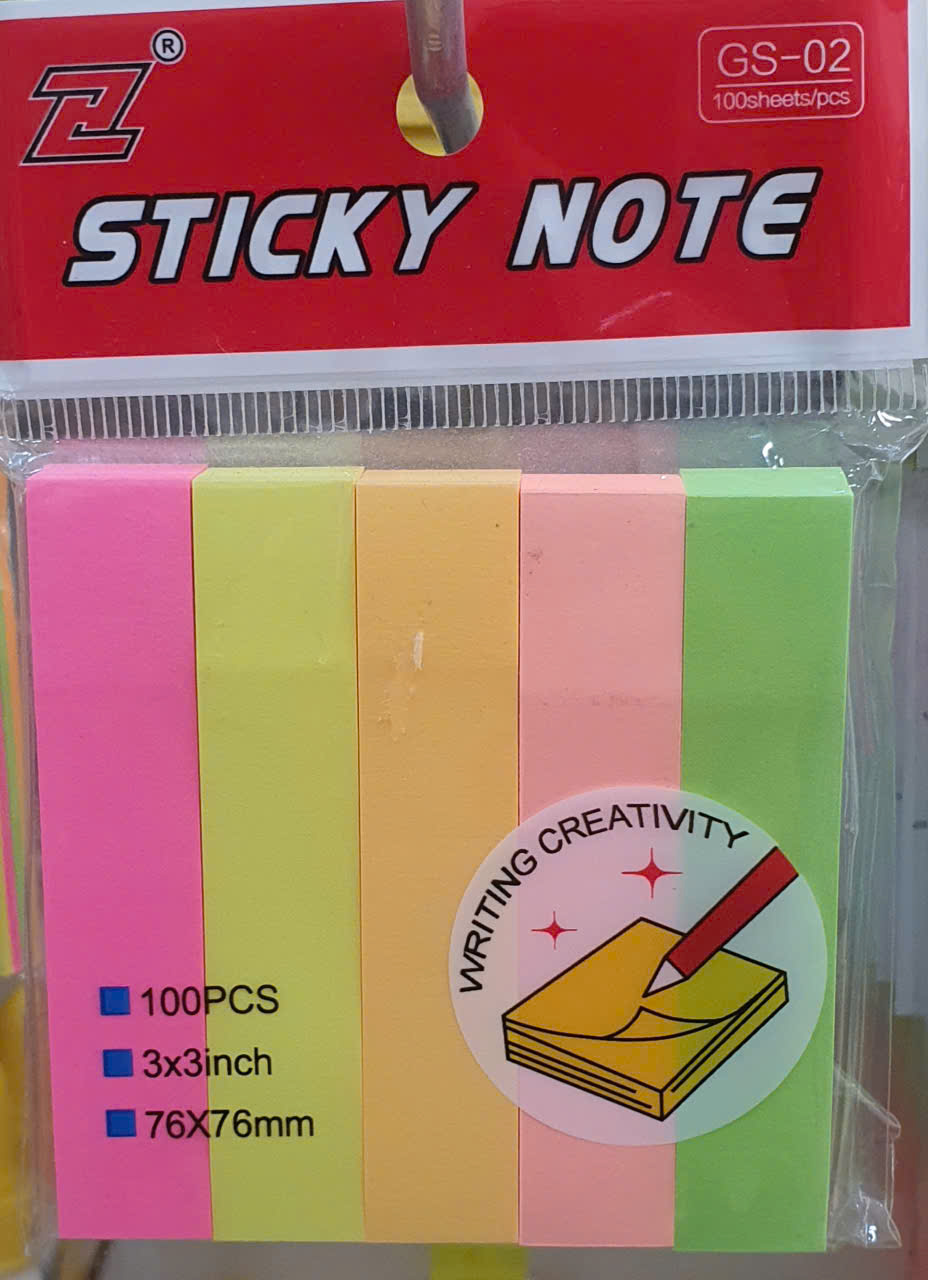 ®
GS-02
100sheets/pcs
STICKY NOTE
WRITING CREATIVITY
100PCS
3x3inch
76X76mm